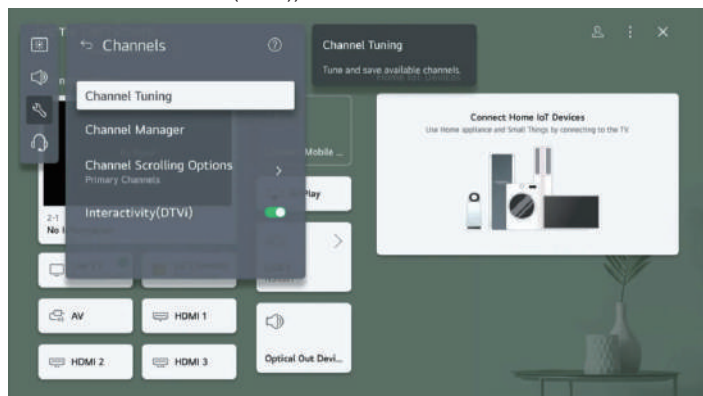 Channels
Channel Tuning
Tune and save available channels.
Channel Tuning
Channel Manager
Channel Scrolling Options
Primary Channels
Interactivity(DTVi)
Connect Home IoT Devices
Use Home appliance and Small Things by connecting to the TV
Mobile ...
Play
2-1
No I
AV
HDMI 1
HDMI 2
HDMI 3
Optical Out Devi...